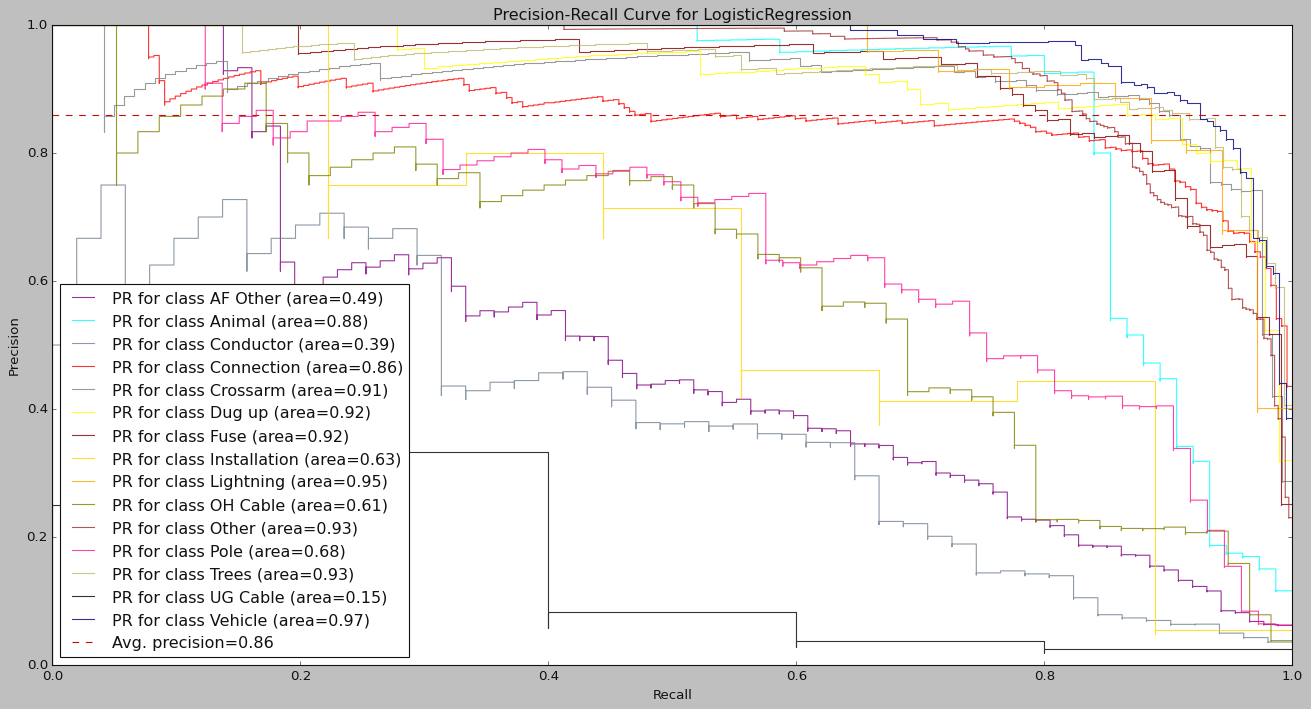 Precision-Recall Curve for LogisticRegression
1.0
0.8
0.6
0.4
0.2
0.0
Precision
PR for class AF Other (area=0.49)
PR for class Animal (area=0.88)
PR for class Conductor (area=0.39)
PR for class Connection (area=0.86)
PR for class Crossarm (area=0.91)
PR for class Dug up (area=0.92)
PR for class Fuse (area=0.92)
PR for class Installation (area=0.63)
PR for class Lightning (area=0.95)
PR for class OH Cable (area=0.61)
PR for class Other (area=0.93)
PR for class Pole (area=0.68)
PR for class Trees (area=0.93)
PR for class UG Cable (area=0.15)
PR for class Vehicle (area=0.97)
Avg. precision=0.86
0.0 0.2 0.4 0.6 0.8 1.0
Recall